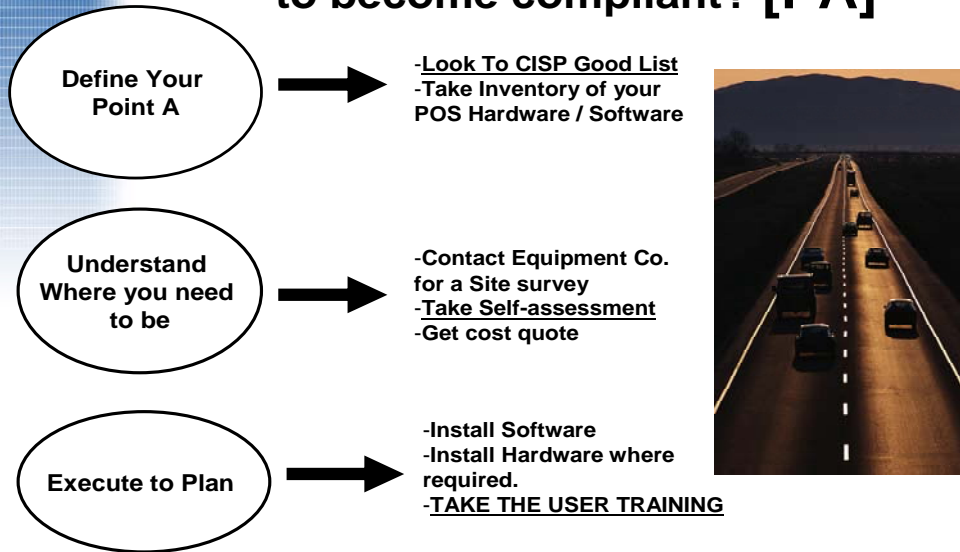 to become compliant? [PA]
Define Your
Point A
-Look To CISP Good List
-Take Inventory of your
POS Hardware / Software
Understand
Where you need
to be
-Contact Equipment Co.
for a Site survey
-Take Self-assessment
-Get cost quote
Execute to Plan
-Install Software
-Install Hardware where
required.
-TAKE THE USER TRAINING